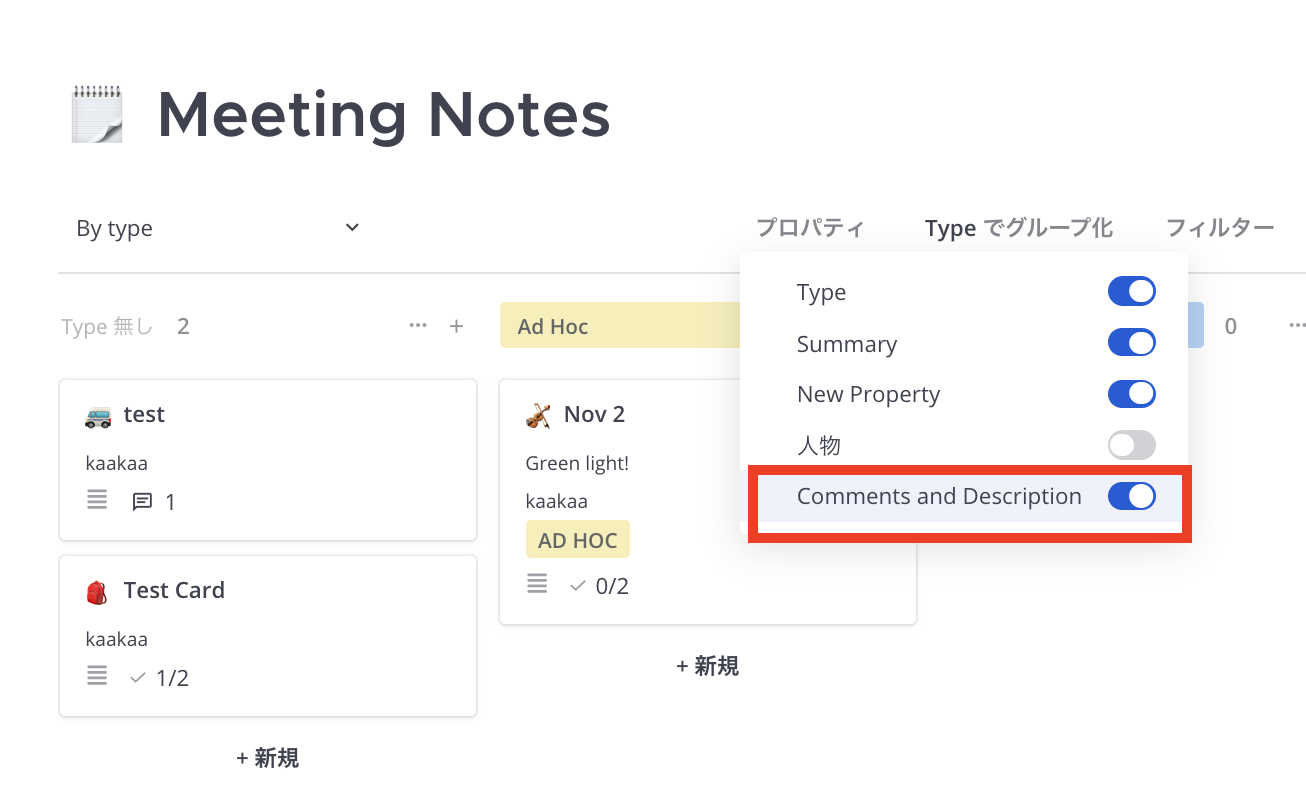 Meeting Notes
By type
プロパティ
Type でグループ化
フィルター
Type 無し 2
Ad Hoc
0
test
kaakaa
1
Test Card
kaakaa
1/2
+ 新規
Nov 2
Green light!
kaakaa
AD HOC
0/2
+ 新規
Type
Summary
New Property
人物
Comments and Description